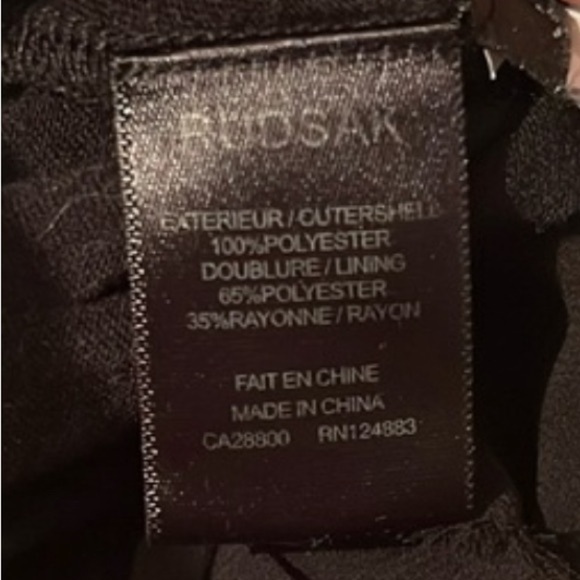 RUDSAK
EXTERIEUR / OUTERSHELL
100%POLYESTER
DOUBLURE / LINING
65%POLYESTER
35%RAYONNE / RAYON
FAIT EN CHINE
MADE IN CHINA
CA28800 RN124883